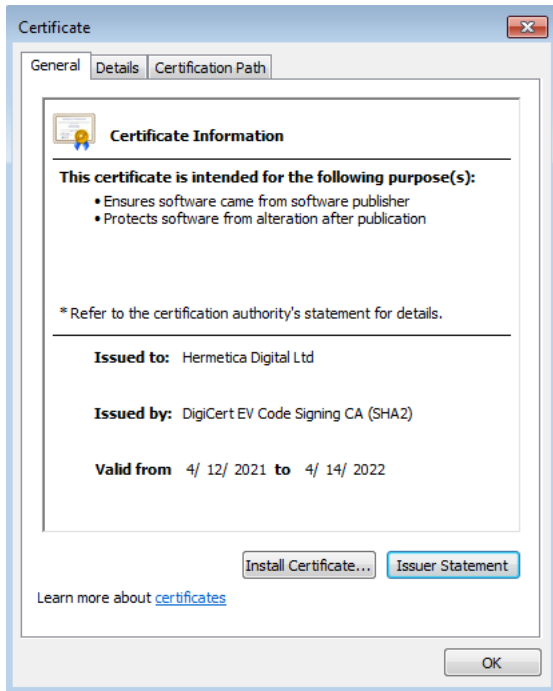 Certificate
General Details Certification Path
Certificate Information
This certificate is intended for the following purpose(s):
• Ensures software came from software publisher
• Protects software from alteration after publication
* Refer to the certification authority's statement for details.
Issued to: Hermetica Digital Ltd
Issued by: DigiCert EV Code Signing CA (SHA2)
Valid from 4/ 12/ 2021 to 4/ 14/ 2022
Install Certificate... Issuer Statement
Learn more about certificates
OK